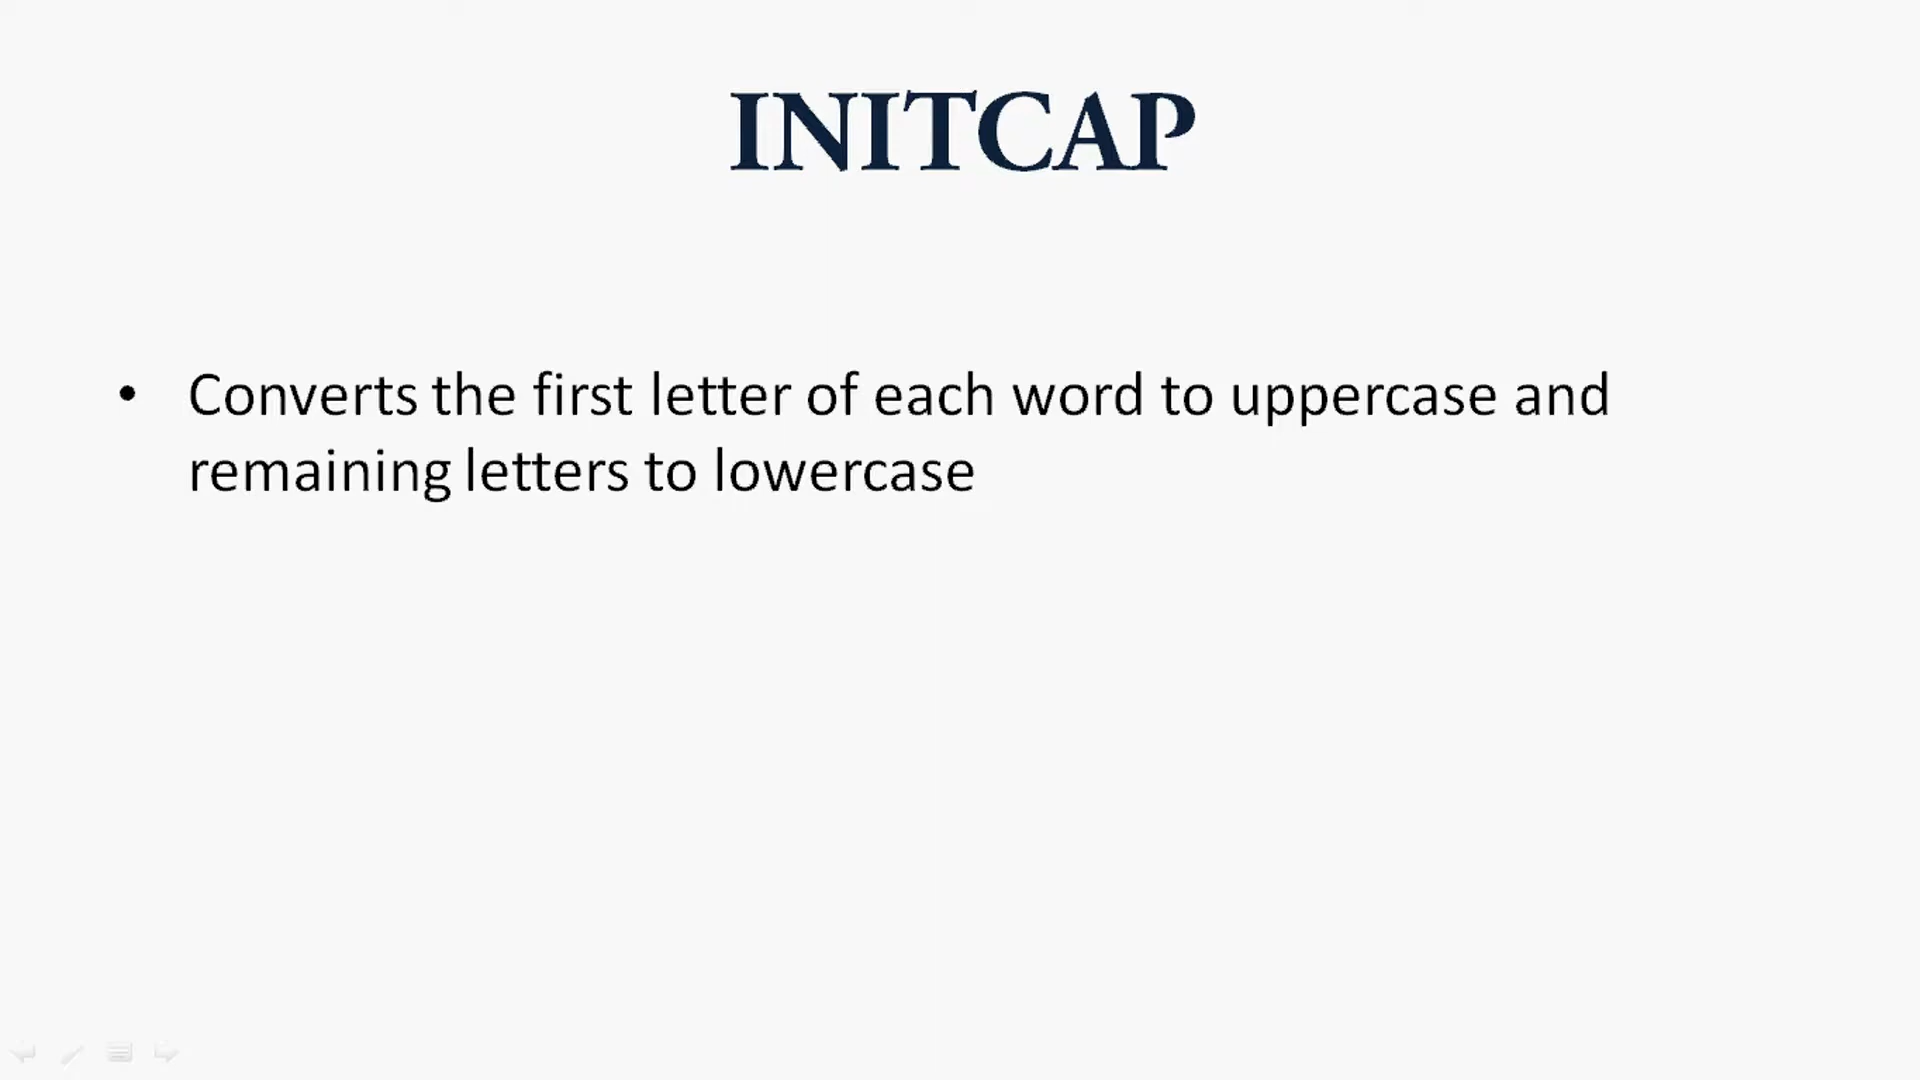 INITCAP
• Converts the first letter of each word to uppercase and
remaining letters to lowercase